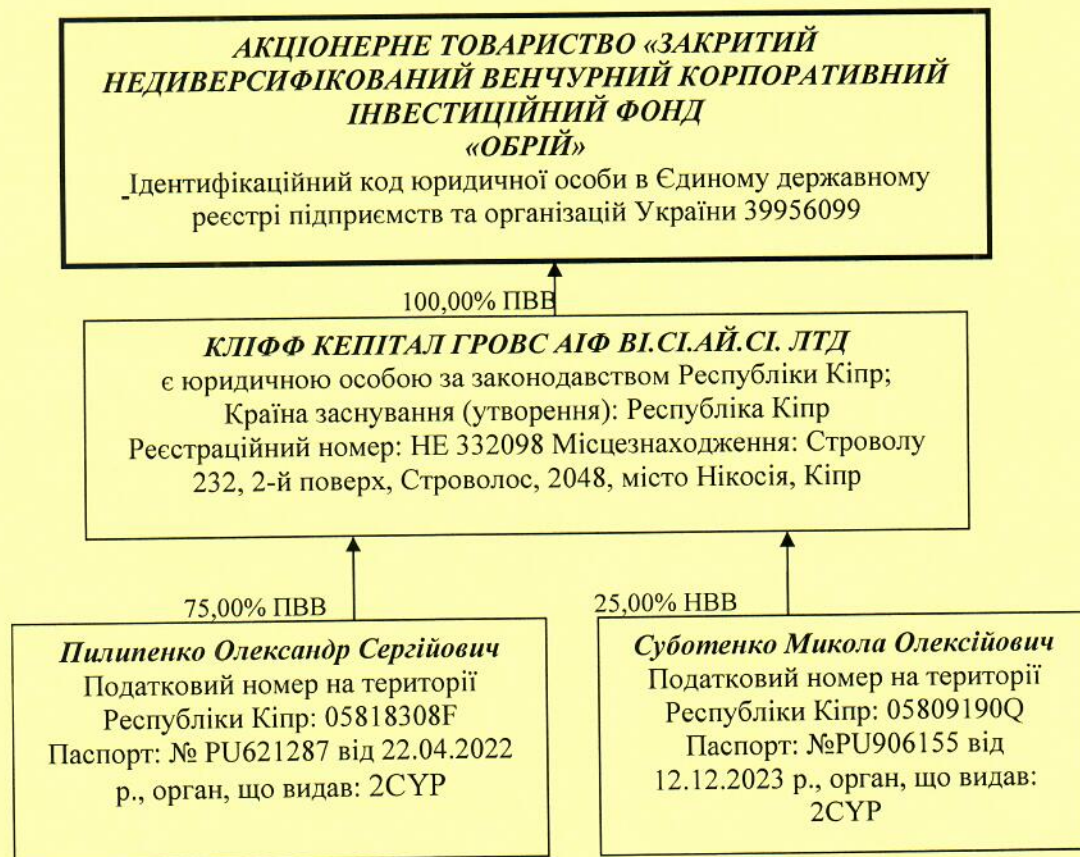 АКЦІОНЕРНЕ ТОВАРИСТВО «ЗАКРИТИЙ
НЕДИВЕРСИФІКОВАНИЙ ВЕНЧУРНИЙ КОРПОРАТИВНИЙ
ІНВЕСТИЦІЙНИЙ ФОНД
«ОБРІЙ»
Ідентифікаційний код юридичної особи в Єдиному державному
реєстрі підприємств та організацій України 39956099
100,00% ПВВ
КЛІФФ КЕПІТАЛ ГРОВС АІФ ВІ.СІ.АЙ.СІ. ЛТД
є юридичною особою за законодавством Республіки Кіпр;
Країна заснування (утворення): Республіка Кіпр
Реєстраційний номер: НЕ 332098 Місцезнаходження: Строволу
232, 2-й поверх, Строволос, 2048, місто Нікосія, Кіпр
75,00% ПВВ
Пилипенко Олександр Сергійович
Податковий номер на території
Республіки Кіпр: 05818308F
Паспорт: № PU621287 від 22.04.2022
р., орган, що видав: 2CYP
25,00% НВВ
Суботенко Микола Олексійович
Податковий номер на території
Республіки Кіпр: 05809190Q
Паспорт: №PU906155 від
12.12.2023 р., орган, що видав:
2CYP